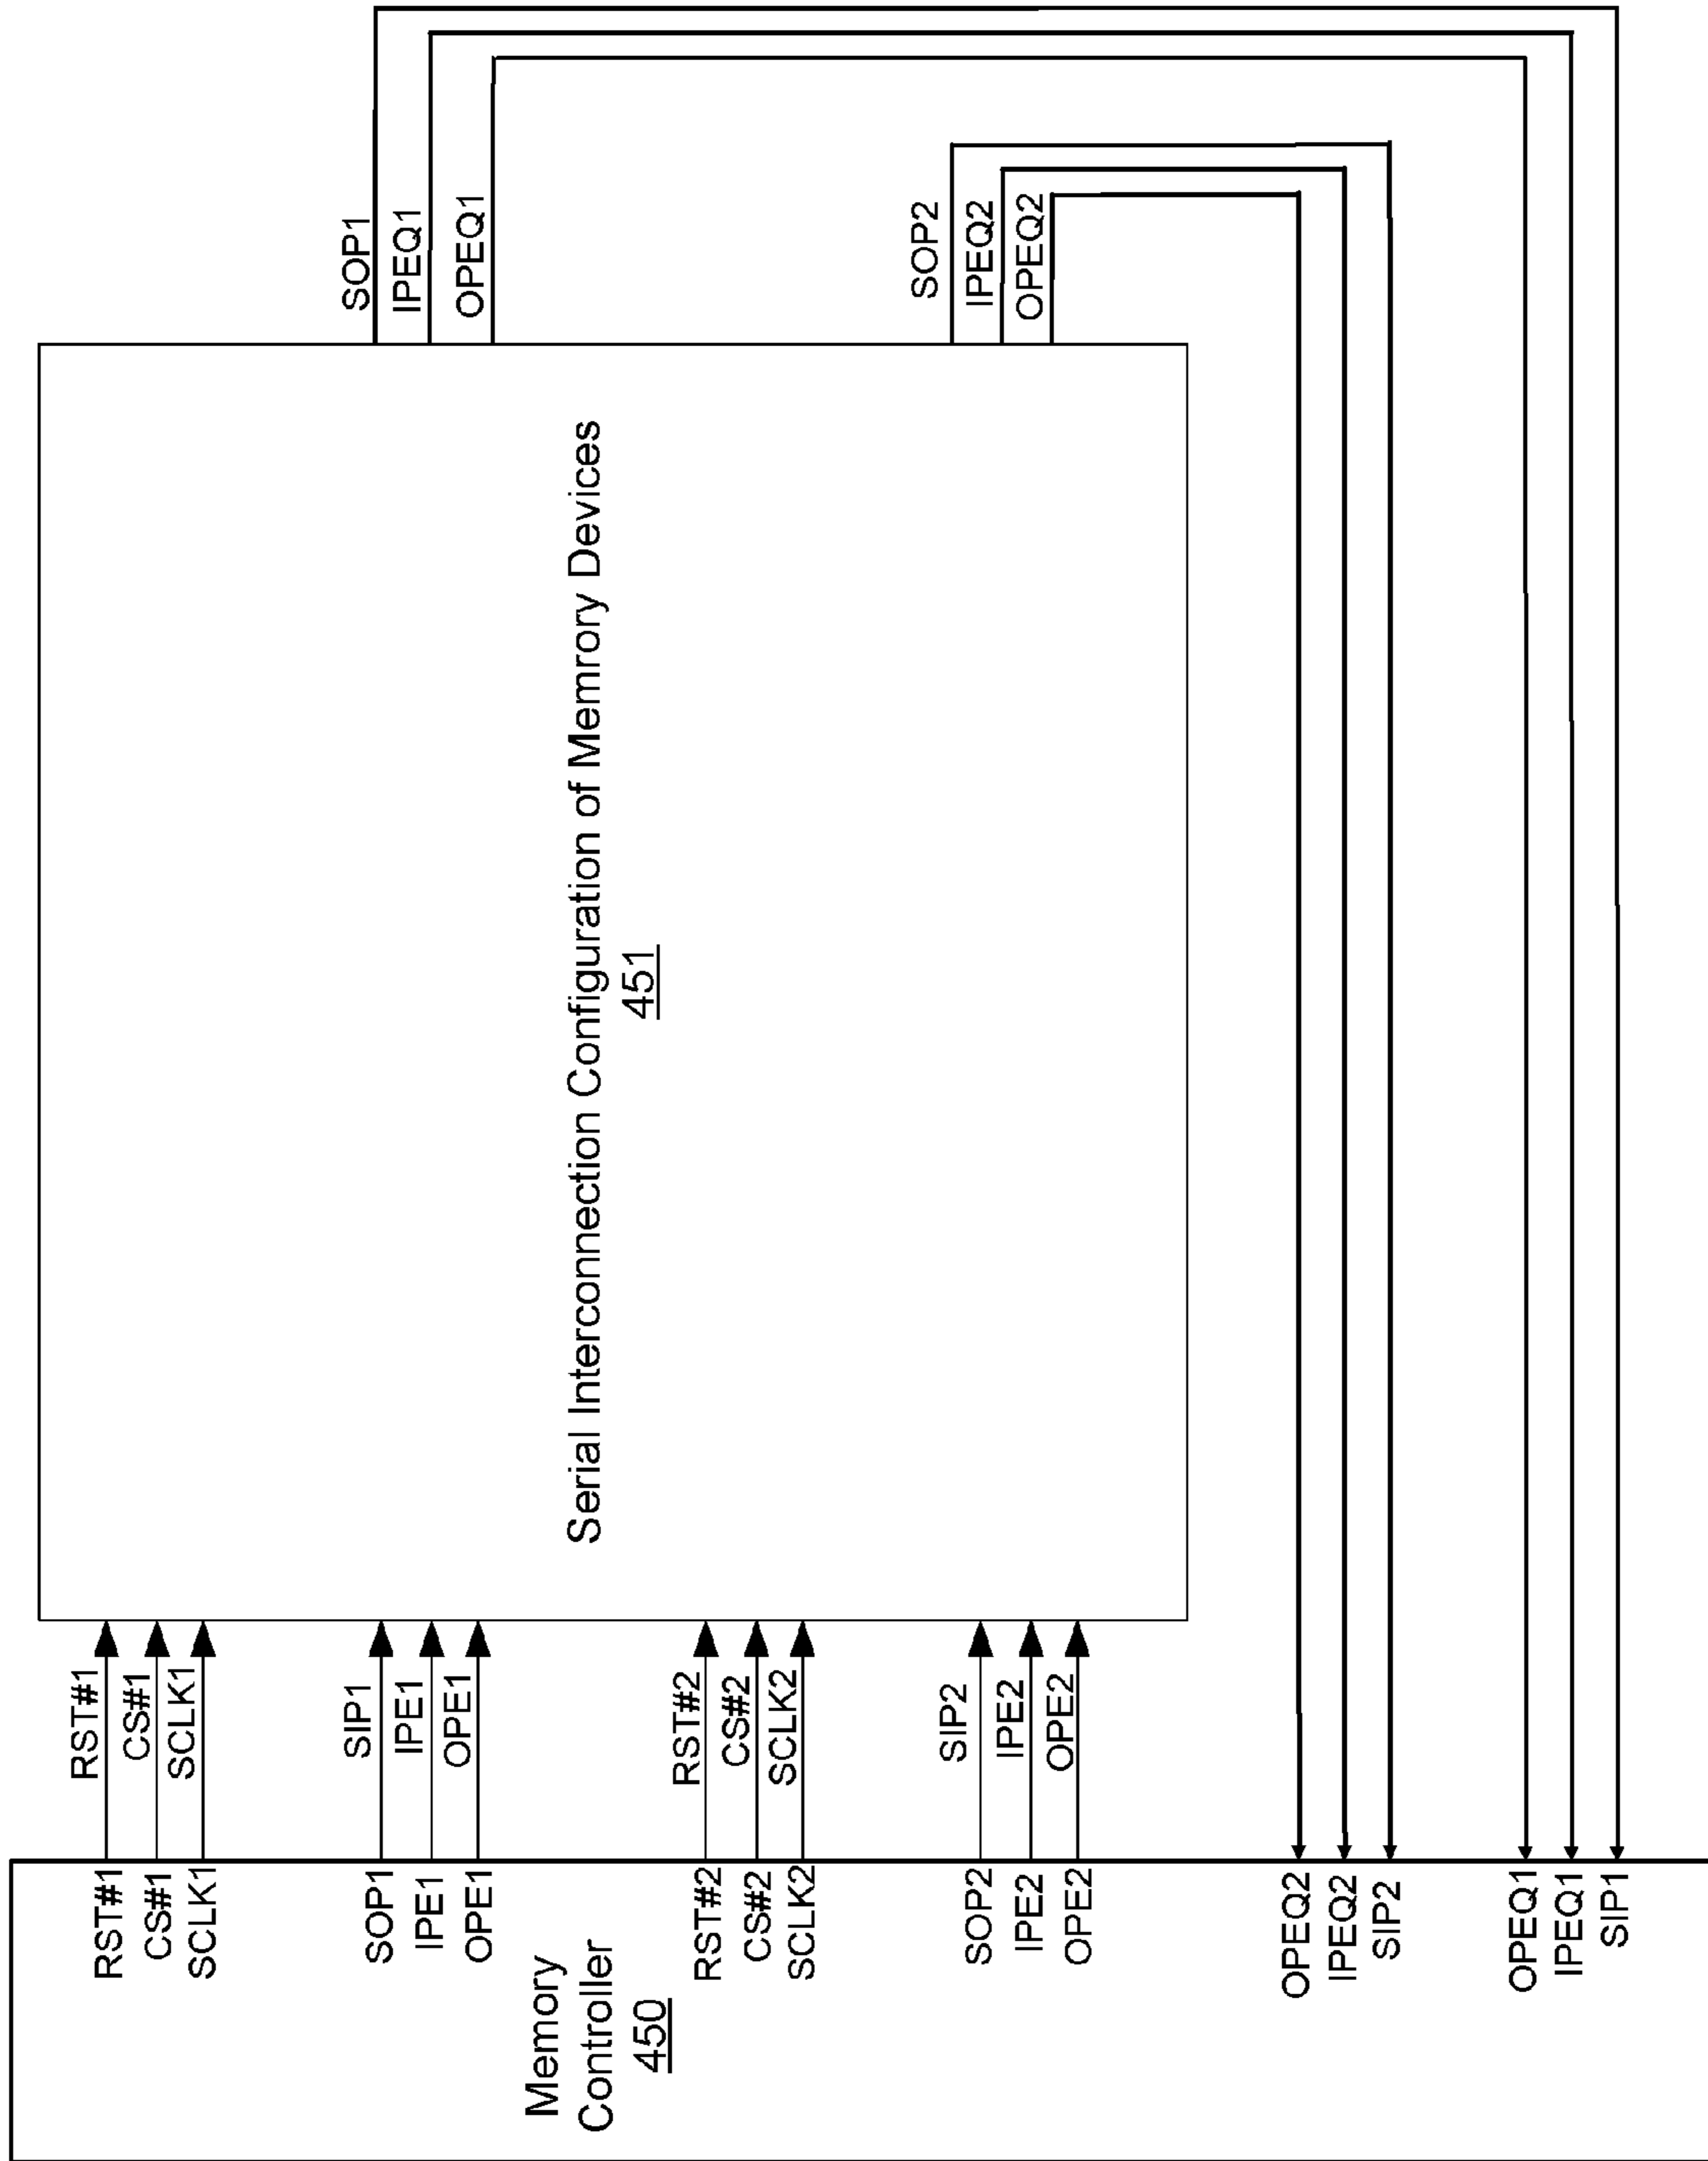 RST#1
CS#1
SCLK1
SOP1
IPE1
OPE1
Memory
Controller
450
RST#2
CS#2
SCLK2
SOP2
IPE2
OPE2
OPEQ2
IPEQ2
SIP2
OPEQ1
IPEQ1
SIP1
RST#1
CS#1
SCLK1
SIP1
IPE1
OPE1
RST#2
CS#2
SCLK2
SIP2
IPE2
OPE2
Serial Interconnection Configuration of Memrory Devices
451
SOP1
IPEQ1
OPEQ1
SOP2
IPEQ2
OPEQ2